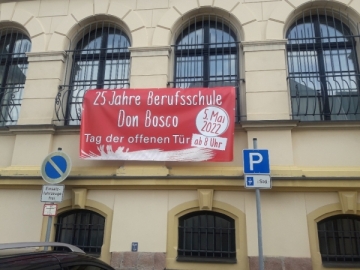 25 Jahre Berufsschule
Don Bosco
5. Mai
2022
Tag der offenen Tür
ab 8 Uhr
P